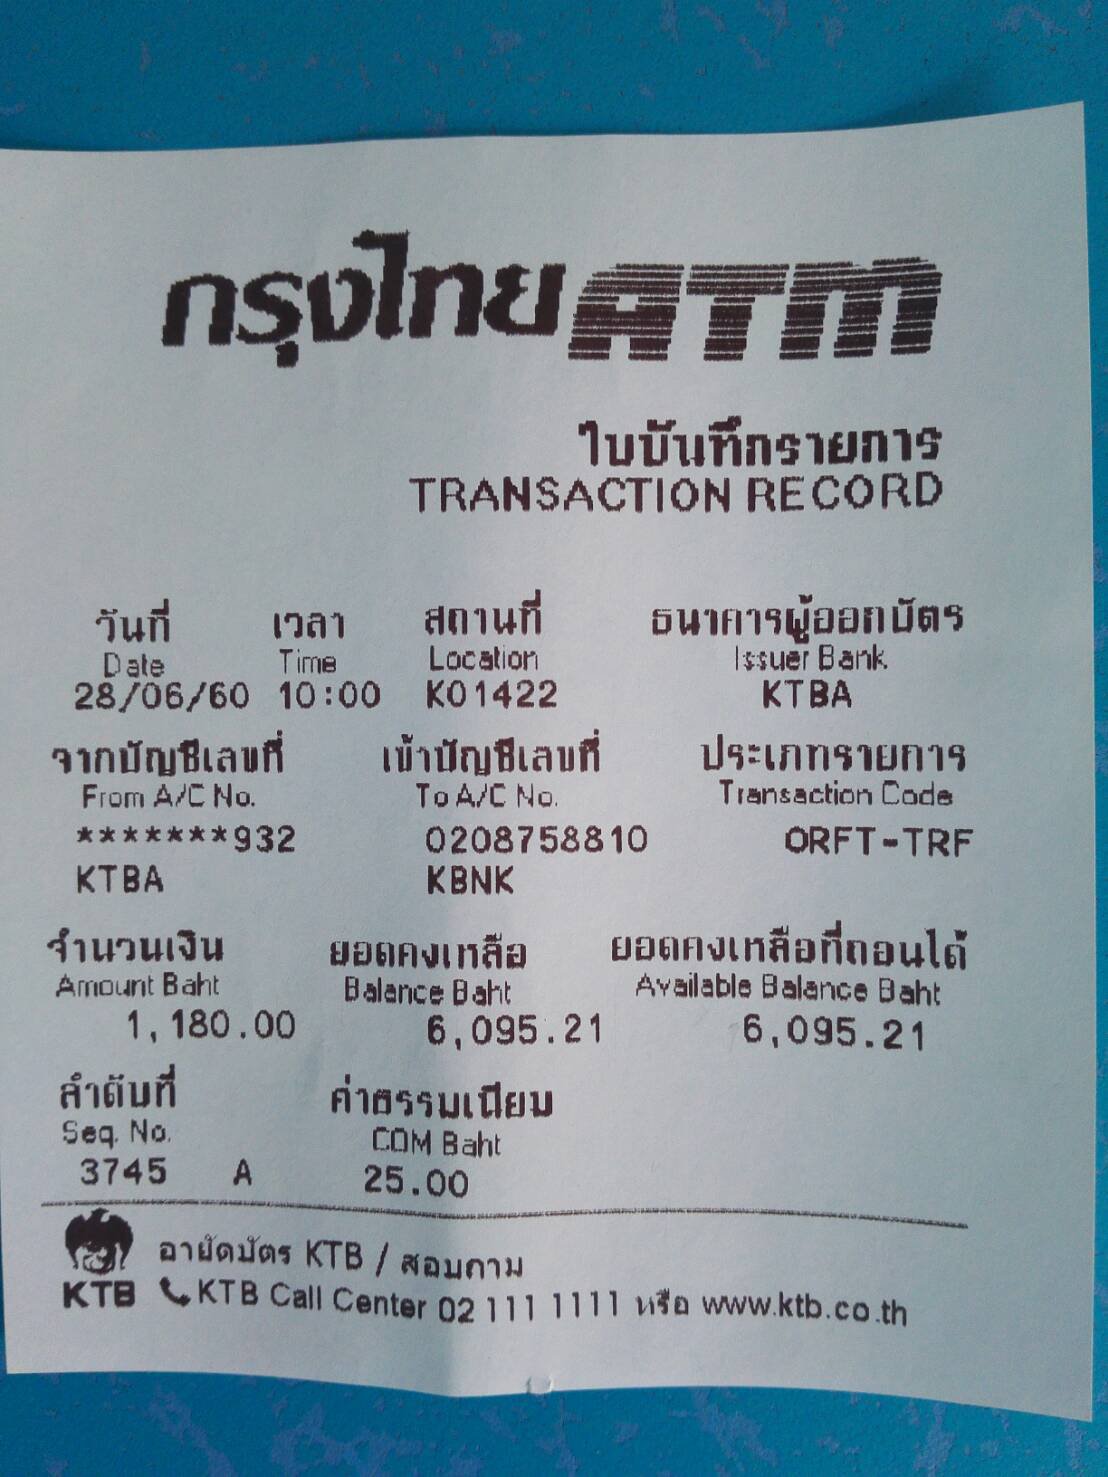 กรุงไทย ATM
ใบบันทึกรายการ
TRANSACTION RECORD
วันที่ เวลา สถานที่ ธนาคารผู้ออกบัตร
Date Time Location Issuer Bank
28/06/60 10:00 K01422 KTBA
จากบัญชีเลขที่ เข้าบัญชีเลขที่ ประเภทรายการ
From A/C No. To A/C No. Transaction Code
*******932 0208758810 ORFT-TRF
KTBA KBNK
จำนวนเงิน ยอดคงเหลือ ยอดคงเหลือที่ถอนได้
Amount Baht Balance Baht Available Balance Baht
1,180.00 6,095.21 6,095.21
ลำดับที่ ค่าธรรมเนียม
Seq. No. COM Baht
3745 A 25.00
อายัดบัตร KTB / สอบถาม
KTB KTB Call Center 02 111 1111 หรือ www.ktb.co.th